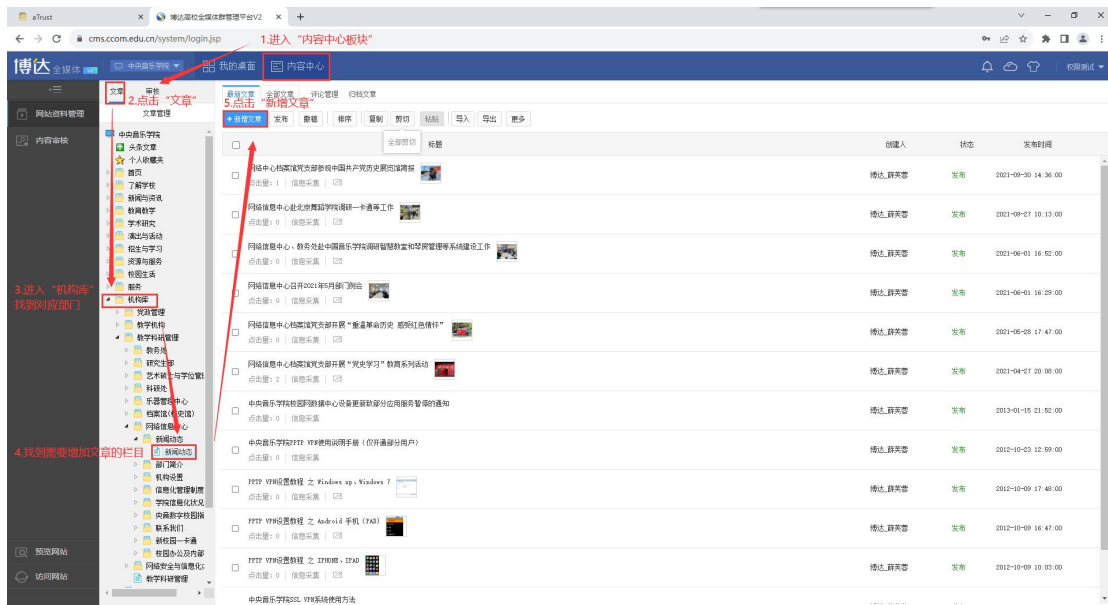 aTrust
博达高校全媒体群管理平台V2
cms.ccom.edu.cn/system/login.jsp
1.进入“内容中心板块”
博达 全媒体
中央音乐学院
我的桌面
内容中心
权限测试
文章
审核
2.点击“文章”
文章管理
网站资料管理
内容审核
最新文章
全部文章
评论管理
归档文章
5.点击“新增文章”
+新增文章
发布
撤稿
排序
复制
剪切
粘贴
导入
导出
更多
全部剪切
标题
创建人
状态
发布时间
中央音乐学院
头条文章
个人收藏夹
首页
了解学校
新闻与资讯
教育教学
学术研究
演出与活动
招生与学习
资源与服务
校园生活
服务
3.进入“机构库”
找到对应部门
机构库
党政管理
教学机构
教学科研管理
教务处
研究生部
艺术硕士与学位管
科研处
乐器管理中心
档案馆(校史馆)
网络信息中心
新闻动态
4.找到需要增加文章的栏目
新闻动态
部门简介
机构设置
信息化管理制度
学院信息化状况
央音数字校园指
联系我们
新校园一卡通
校园办公及内部
网络安全与信息化
教学科研管理
预览网站
访问网站
网络中心档案馆党支部参观中国共产党历史展览馆简报
点击量：1 | 信息采集
博达_薛芙蓉
发布
2021-09-30 14:36:00
网络信息中心赴北京舞蹈学院调研一卡通等工作
点击量：0 | 信息采集
博达_薛芙蓉
发布
2021-09-27 10:13:00
网络信息中心、教务处赴中国音乐学院调研智慧教室和琴房管理等系统建设工作
点击量：0 | 信息采集
博达_薛芙蓉
发布
2021-06-01 16:52:00
网络信息中心召开2021年5月部门例会
点击量：0 | 信息采集
博达_薛芙蓉
发布
2021-06-01 16:29:00
网络信息中心档案馆党支部开展“重温革命历史 感悟红色情怀”
点击量：0 | 信息采集
博达_薛芙蓉
发布
2021-05-28 17:47:00
网络信息中心档案馆党支部开展“党史学习”教育系列活动
点击量：2 | 信息采集
博达_薛芙蓉
发布
2021-04-27 20:08:00
中央音乐学院校园网数据中心设备更新致部分应用服务暂停的通知
点击量：0 | 信息采集
博达_薛芙蓉
发布
2013-01-15 21:52:00
中央音乐学院PPTP VPN使用说明手册（仅开通部分用户）
点击量：0 | 信息采集
博达_薛芙蓉
发布
2012-10-23 12:59:00
PPTP VPN设置教程 之 Windows xp、Windows 7
点击量：0 | 信息采集
博达_薛芙蓉
发布
2012-10-09 17:48:00
PPTP VPN设置教程 之 Android 手机（PAD）
点击量：0 | 信息采集
博达_薛芙蓉
发布
2012-10-09 16:47:00
PPTP VPN设置教程 之 IPHONE、IPAD
点击量：0 | 信息采集
博达_薛芙蓉
发布
2012-10-09 10:03:00
中央音乐学院SSL VPN系统使用方法